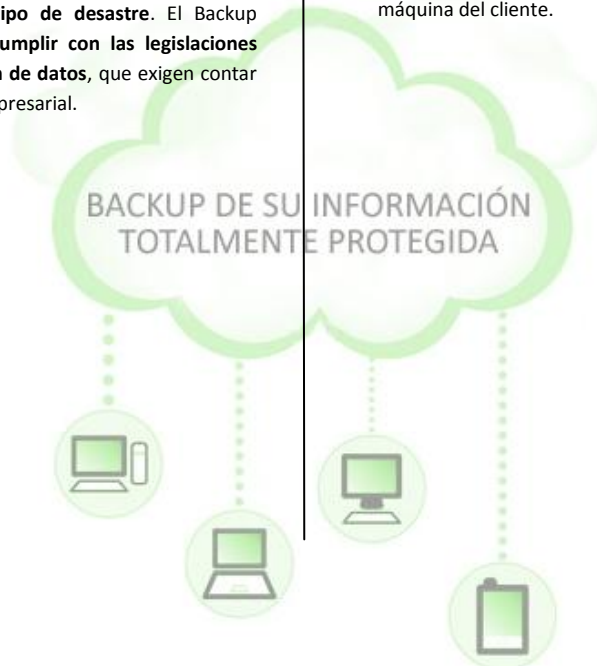 ipo de desastre. El Backup
umplir con las legislaciones
de datos, que exigen contar
presarial.
máquina del cliente.
BACKUP DE SU INFORMACIÓN
TOTALMENTE PROTEGIDA